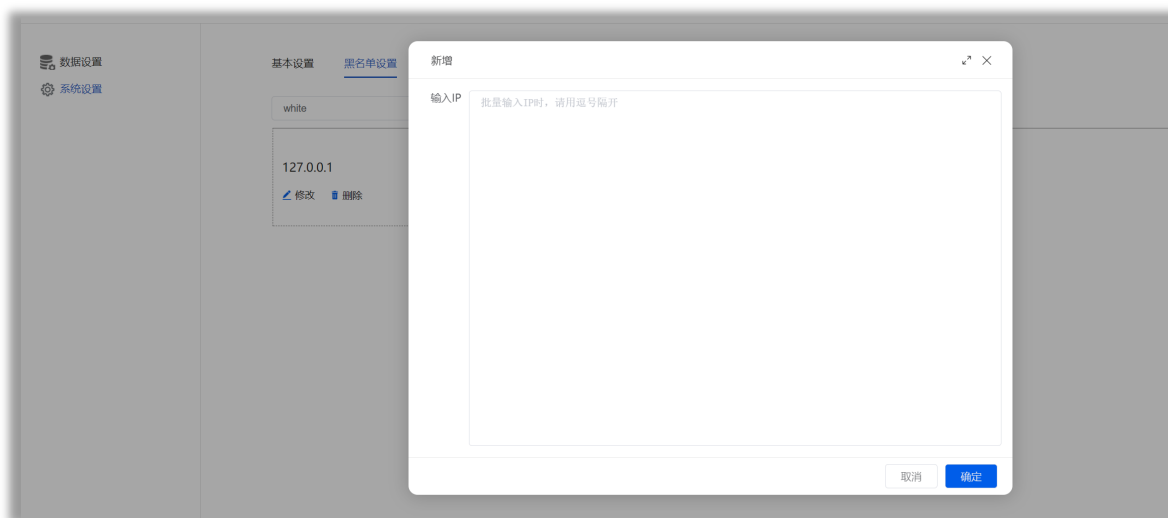 数据设置
系统设置
基本设置 黑名单设置
white
127.0.0.1
修改 删除
新增
输入IP 批量输入IP时，请用逗号隔开
取消 确定